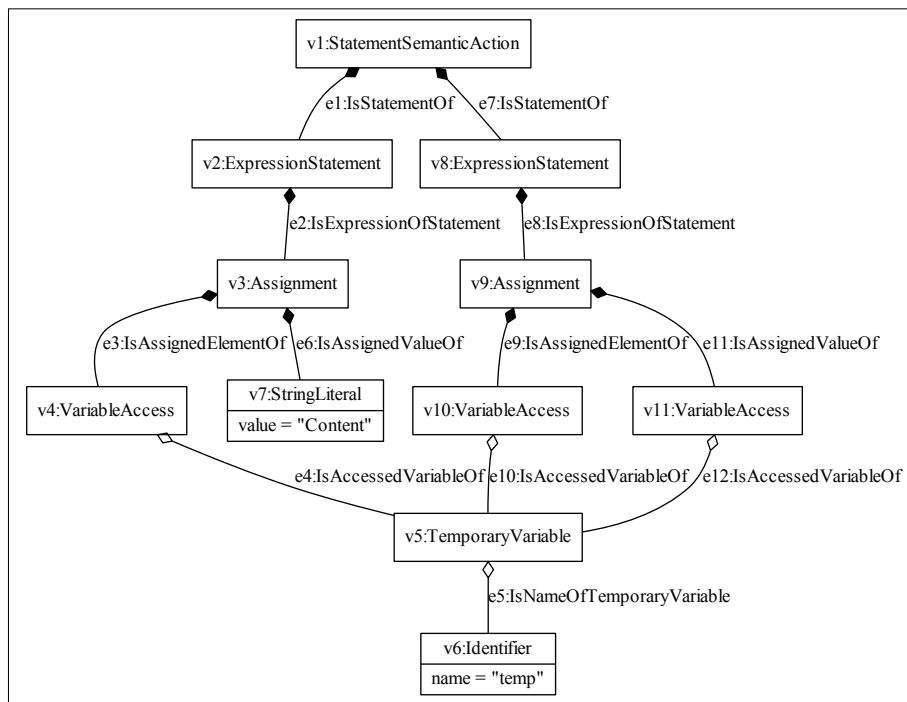 v1:StatementSemanticAction
e1:IsStatementOf
e7:IsStatementOf
v2:ExpressionStatement
v8:ExpressionStatement
e2:IsExpressionOfStatement
e8:IsExpressionOfStatement
v3:Assignment
v9:Assignment
e3:IsAssignedElementOf
e6:IsAssignedValueOf
e9:IsAssignedElementOf
e11:IsAssignedValueOf
v4:VariableAccess
v7:StringLiteral
value = "Content"
v10:VariableAccess
v11:VariableAccess
e4:IsAccessedVariableOf
e10:IsAccessedVariableOf
e12:IsAccessedVariableOf
v5:TemporaryVariable
e5:IsNameOfTemporaryVariable
v6:Identifier
name = "temp"